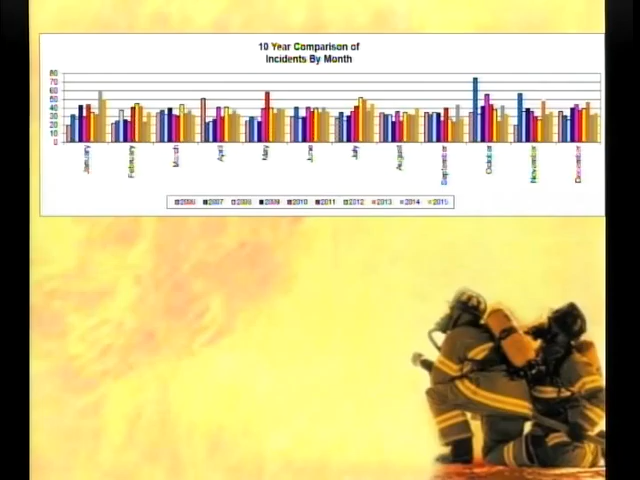 10 Year Comparison of
Incidents By Month
80
70
60
50
40
30
20
10
0
January
February
March
April
May
June
July
August
September
October
November
December
2006 2007 2008 2009 2010 2011 2012 2013 2014 2015